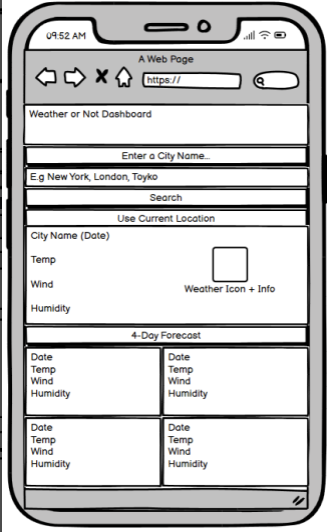 09:52 AM
A Web Page
https://
Weather or Not Dashboard
Enter a City Name...
E.g New York, London, Toyko
Search
Use Current Location
City Name (Date)
Temp
Wind
Humidity
Weather Icon + Info
4-Day Forecast
Date
Temp
Wind
Humidity
Date
Temp
Wind
Humidity
Date
Temp
Wind
Humidity
Date
Temp
Wind
Humidity